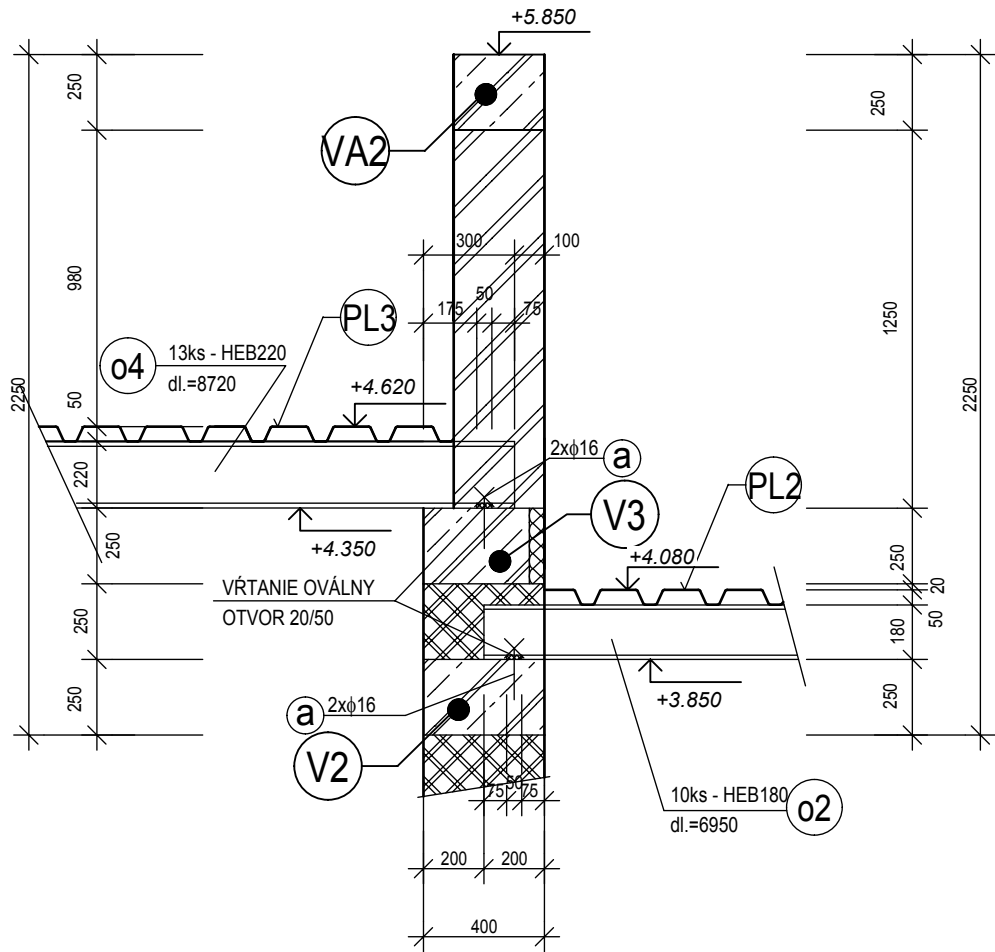 +5.850
250
250
VA2
300
100
980
175
50
75
1250
PL3
o4
13ks - HEB220
dl.=8720
+4.620
2250
2250
50
220
2xϕ16
a
PL2
V3
+4.350
250
+4.080
250
20
VŔTANIE OVÁLNY
OTVOR 20/50
250
180
50
+3.850
a
2xϕ16
250
250
V2
75
50
75
10ks - HEB180
dl.=6950
o2
200
200
400